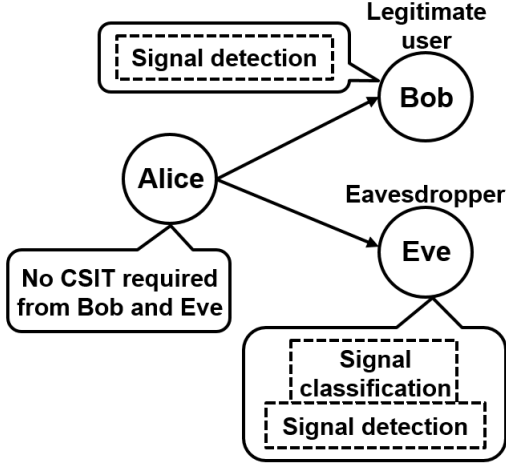 Legitimate
user
Signal detection
Bob
Alice
Eavesdropper
Eve
No CSIT required
from Bob and Eve
Signal
classification
Signal detection